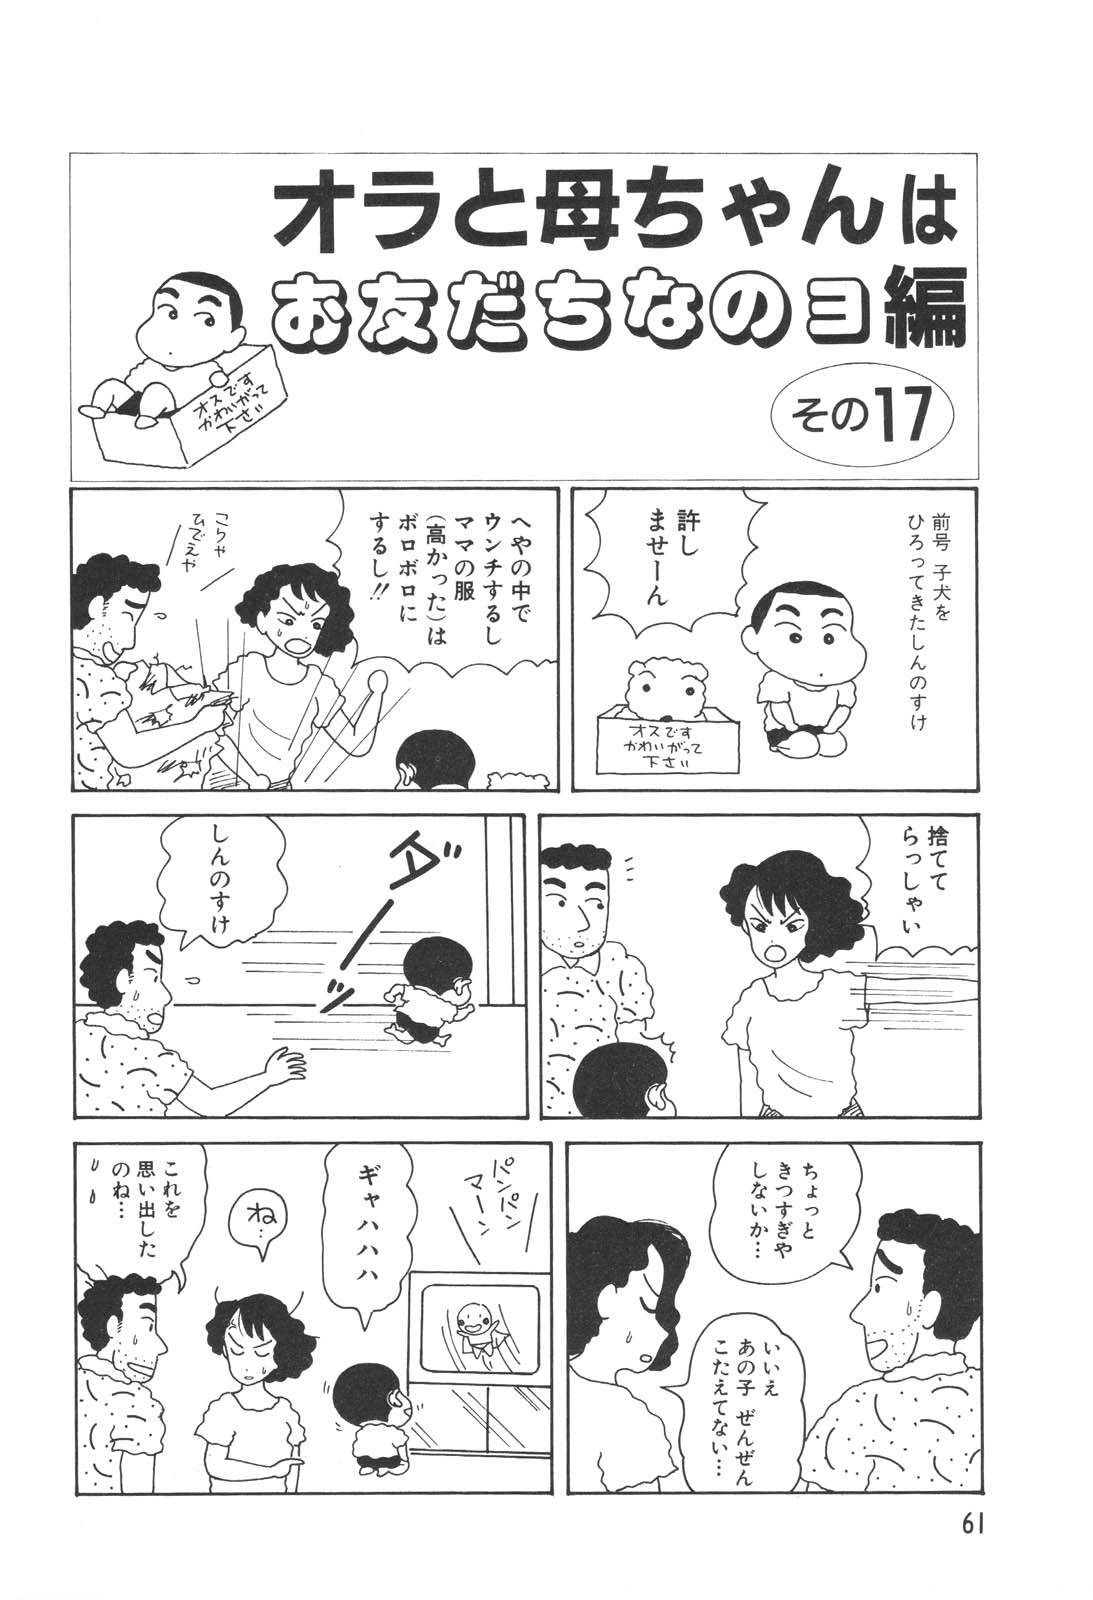 オラと母ちゃんは
お友だちなのヨ編
その17
オスです
かわいがって
下さい
前号 子犬を
ひろってきたしんのすけ
許し
ませーん
オスです
かわいがって
下さい
へやの中で
ウンチするし
ママの服
（高かった）は
ボロボロに
するし!!
こりゃ
ひでえや
捨てて
らっしゃい
ダーッ
しんのすけ
ちょっと
きつすぎや
しないか…
いいえ
あの子 ぜんぜん
こたえてない…
パンパン
マーン
ギャハハハ
ね…
これを
思い出した
のね…
61